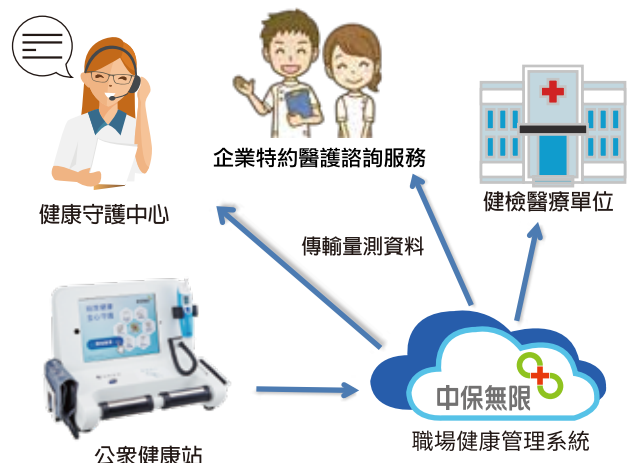 企業特約醫護諮詢服務
健檢醫療單位
健康守護中心
傳輸量測資料
中保無限
職場健康管理系統
公眾健康站